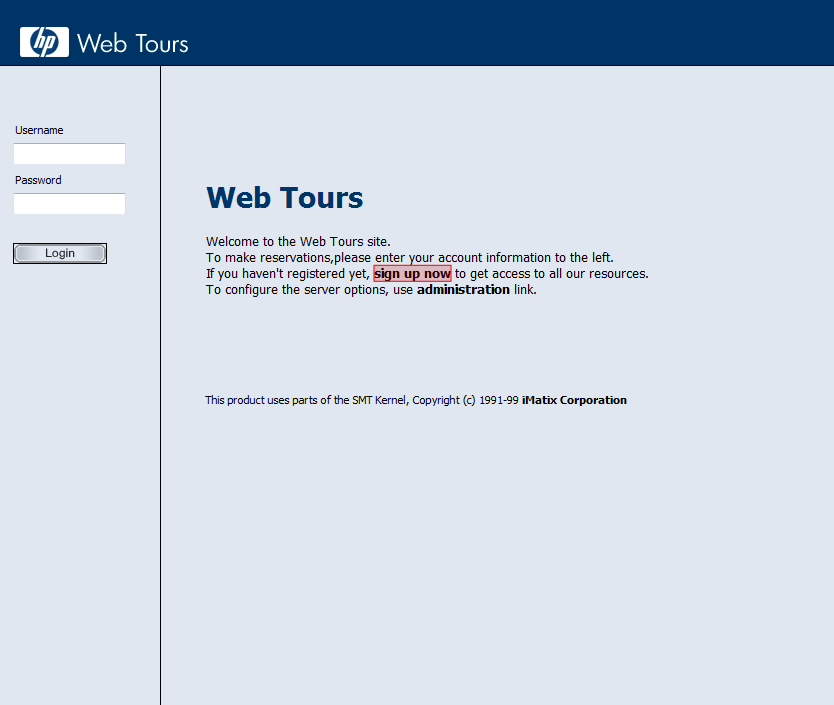 hp Web Tours
Username
Password
Login
Web Tours
Welcome to the Web Tours site.
To make reservations,please enter your account information to the left.
If you haven't registered yet, sign up now to get access to all our resources.
To configure the server options, use administration link.
This product uses parts of the SMT Kernel, Copyright (c) 1991-99 iMatix Corporation